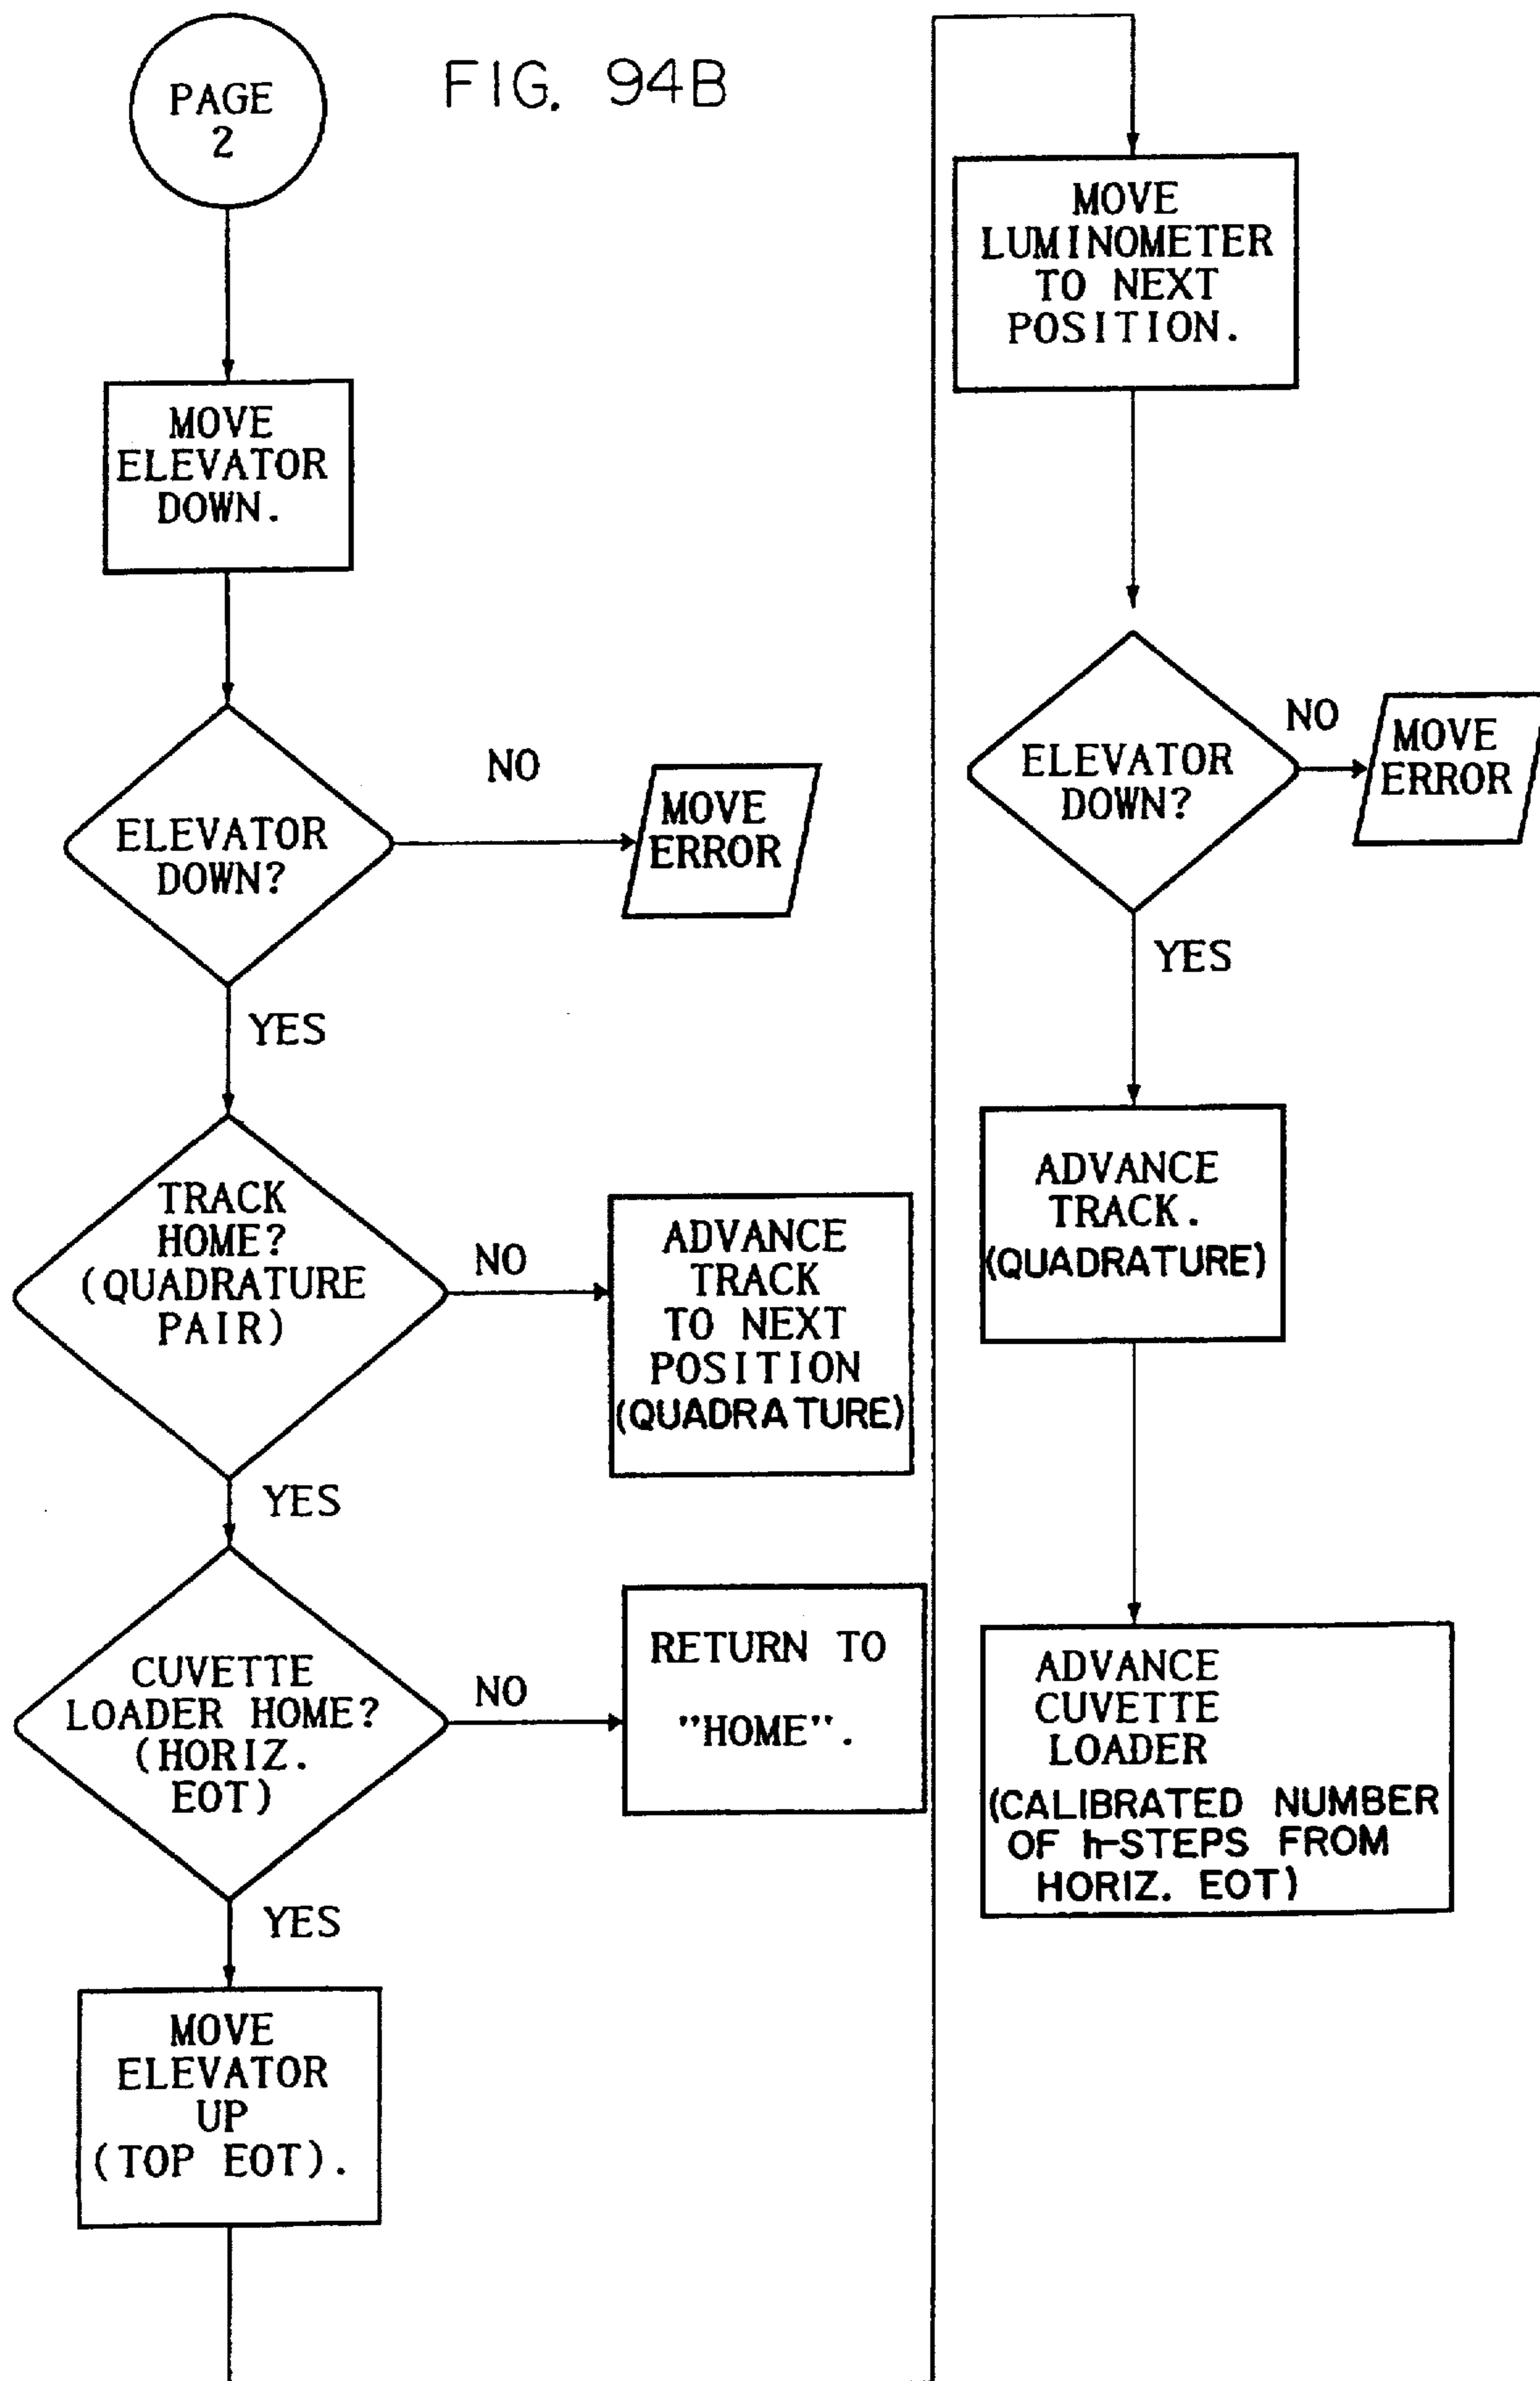 FIG. 94B
PAGE
2
MOVE
ELEVATOR
DOWN.
ELEVATOR
DOWN?
NO
MOVE
ERROR
YES
TRACK
HOME?
(QUADRATURE
PAIR)
NO
ADVANCE
TRACK
TO NEXT
POSITION
(QUADRATURE)
YES
CUVETTE
LOADER HOME?
(HORIZ.
EOT)
NO
RETURN TO
"HOME".
YES
MOVE
ELEVATOR
UP
(TOP EOT).
MOVE
LUMINOMETER
TO NEXT
POSITION.
ELEVATOR
DOWN?
NO
MOVE
ERROR
YES
ADVANCE
TRACK.
(QUADRATURE)
ADVANCE
CUVETTE
LOADER
(CALIBRATED NUMBER
OF h-STEPS FROM
HORIZ. EOT)